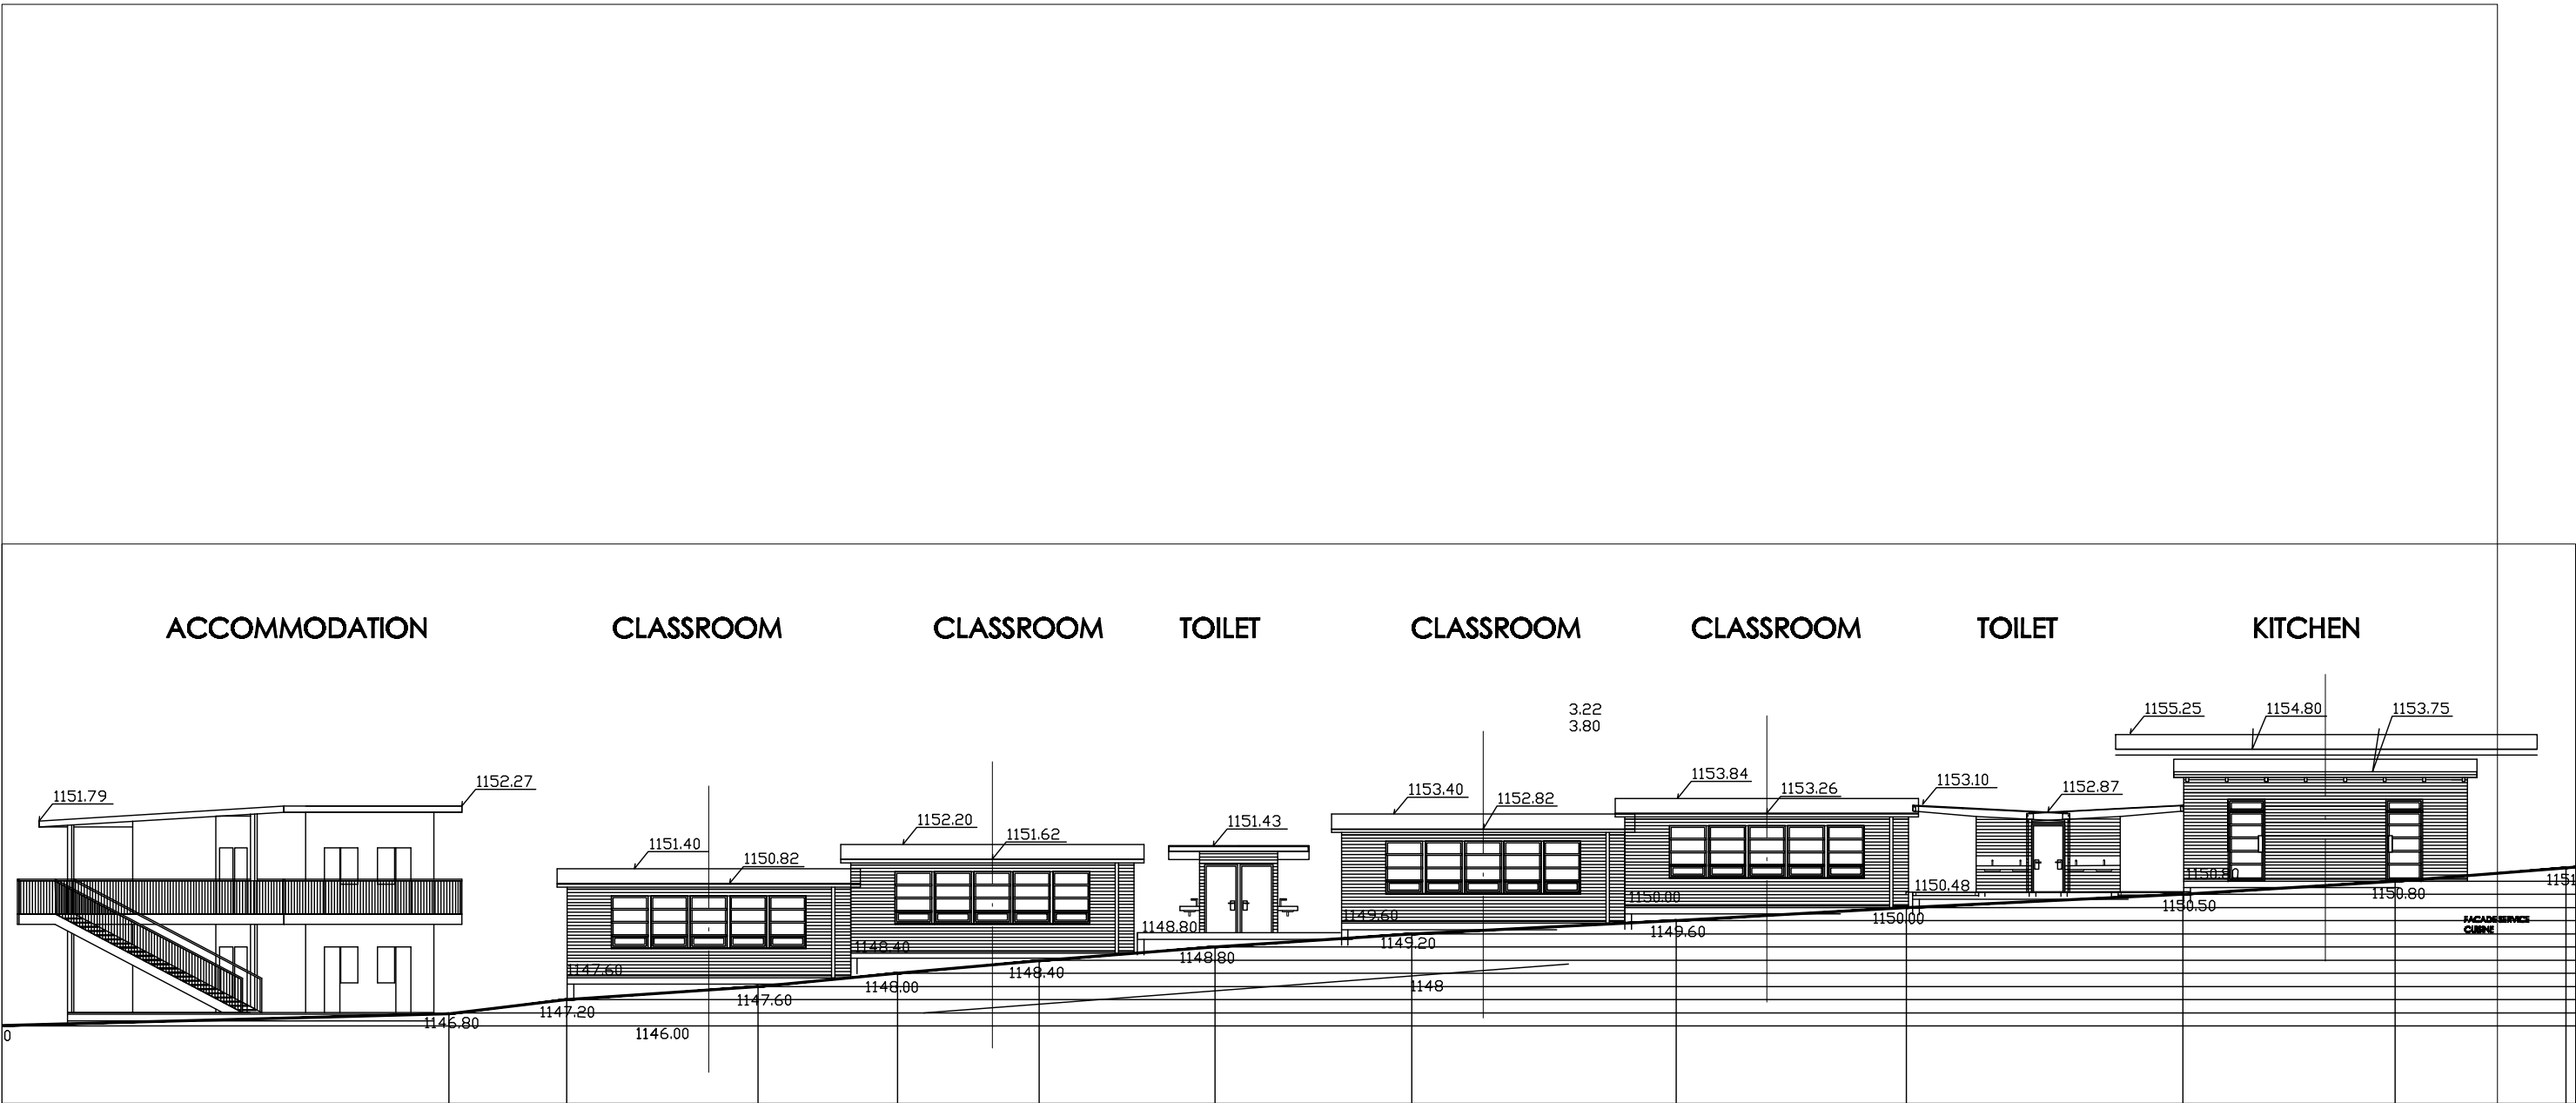 ACCOMMODATION CLASSROOM CLASSROOM TOILET CLASSROOM CLASSROOM TOILET KITCHEN
3.22
3.80
1155.25 1154.80 1153.75
1151.79 1152.27 1153.40 1152.82 1153.84 1153.26 1153.10 1152.87
1151.40 1150.82 1152.20 1151.62 1151.43
1147.60 1148.40 1148.80 1149.60 1150.00 1150.48 1150.80
1146.80 1147.20 1147.60 1148.00 1148.40 1148.80 1149.20 1149.60 1150.00 1150.50 1150.80 1151
FACADE SERVICE
CUISINE
1148
1146.00
0